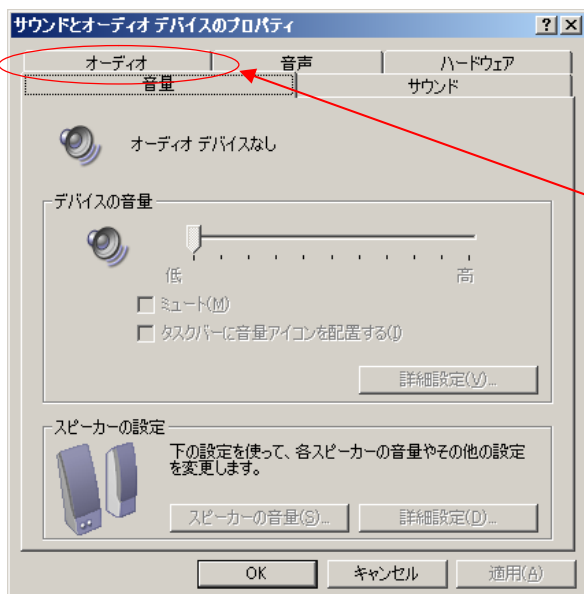 サウンドとオーディオ デバイスのプロパティ
オーディオ 音声 ハードウェア
音量 サウンド
オーディオ デバイスなし
デバイスの音量
低 高
ミュート(M)
タスクバーに音量アイコンを配置する(I)
詳細設定(V)...
スピーカーの設定
下の設定を使って、各スピーカーの音量やその他の設定
を変更します。
スピーカーの音量(S)... 詳細設定(D)...
OK キャンセル 適用(A)